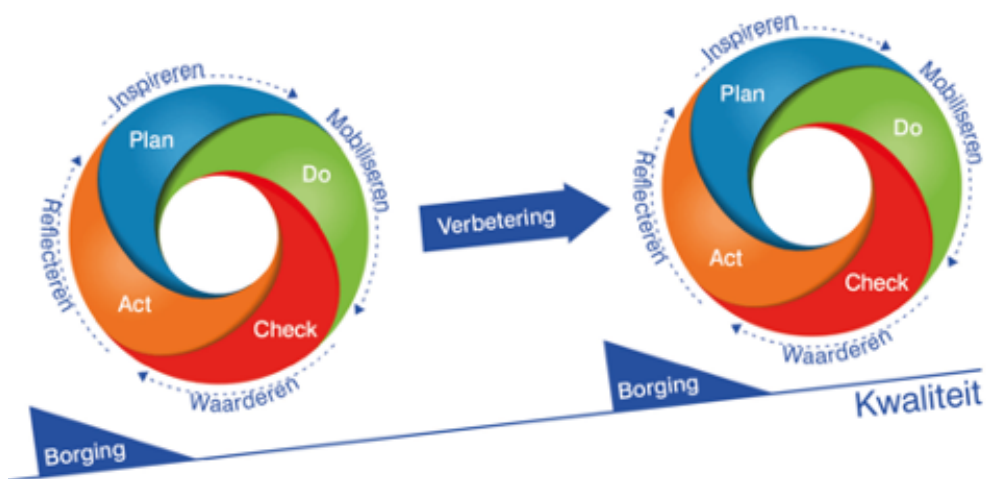 Inspireren
Plan
Mobiliseren
Do
Reflecteren
Act
Check
Waarderen
Borging
Verbetering
Inspireren
Plan
Mobiliseren
Do
Reflecteren
Act
Check
Waarderen
Borging
Kwaliteit